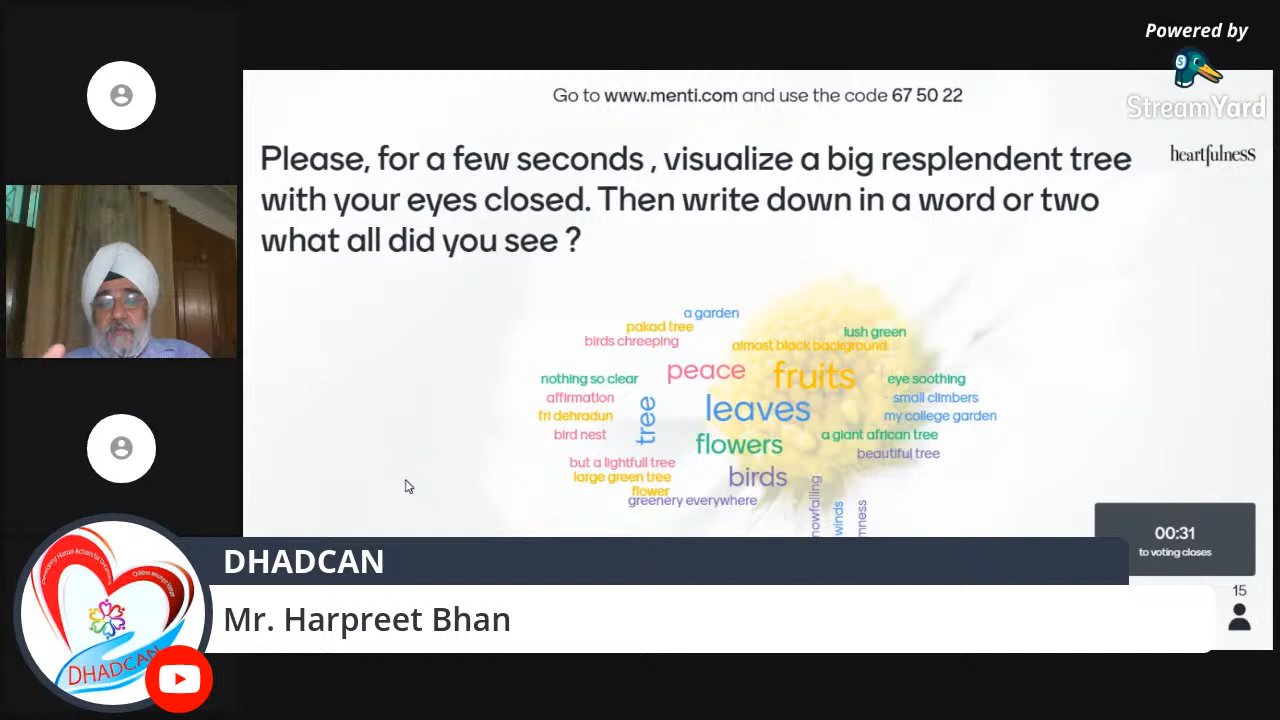 Powered by
StreamYard
Go to www.menti.com and use the code 67 50 22
heartfulness
Please, for a few seconds , visualize a big resplendent tree
with your eyes closed. Then write down in a word or two
what all did you see ?
a garden
pakad tree
lush green
birds chreeping
almost black background
peace
fruits
nothing so clear
eye soothing
affirmation
small climbers
tree
leaves
fri dehradun
my college garden
bird nest
flowers
a giant african tree
beautiful tree
but a lightfull tree
birds
large green tree
flower
greenery everywhere
winds
00:31
to voting closes
15
DHADCAN
Mr. Harpreet Bhan
DHADCAN